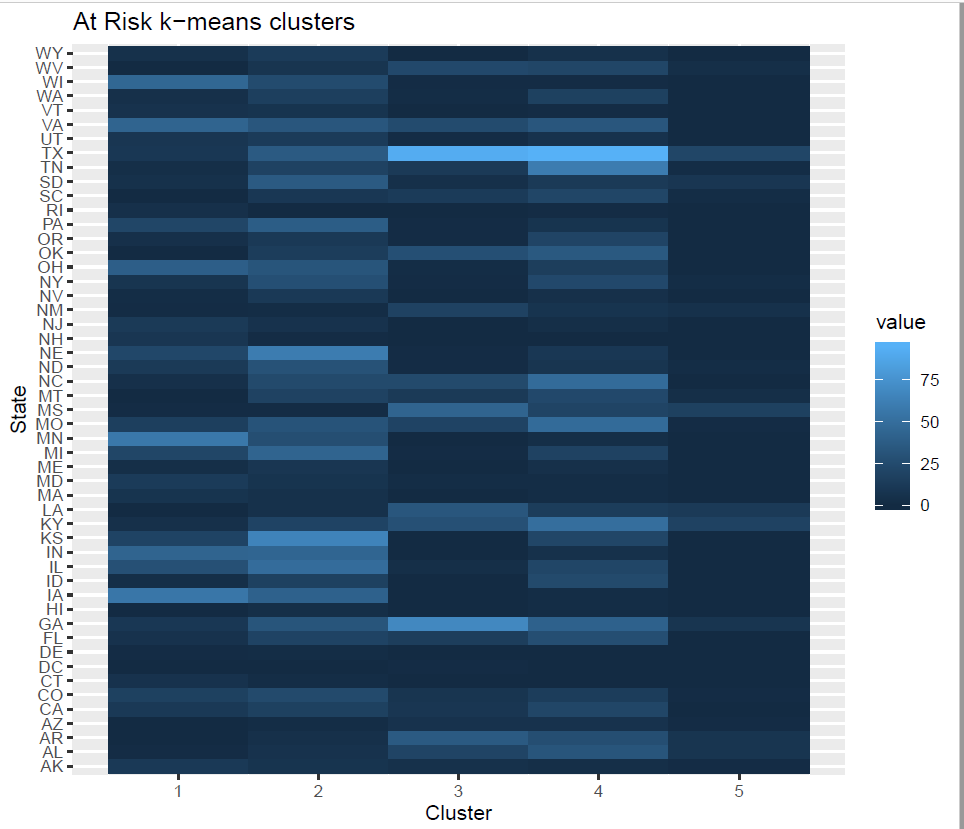 At Risk k−means clusters
WY
WV
WI
WA
VT
VA
UT
TX
TN
SD
SC
RI
PA
OR
OK
OH
NY
NV
NM
NJ
NH
NE
ND
NC
MT
MS
MO
MN
MI
ME
MD
MA
LA
KY
KS
IN
IL
ID
IA
HI
GA
FL
DE
DC
CT
CO
CA
AZ
AR
AL
AK
State
1 2 3 4 5
Cluster
value
75
50
25
0